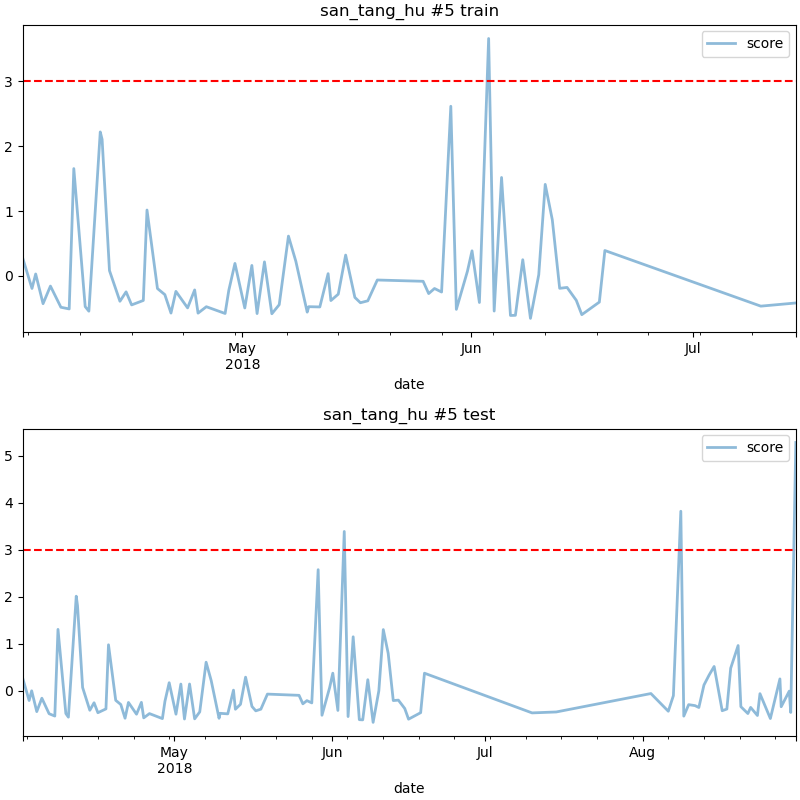 san_tang_hu #5 train
score
3
2
1
0
May
2018
Jun
Jul
date
san_tang_hu #5 test
score
5
4
3
2
1
0
May
2018
Jun
Jul
Aug
date